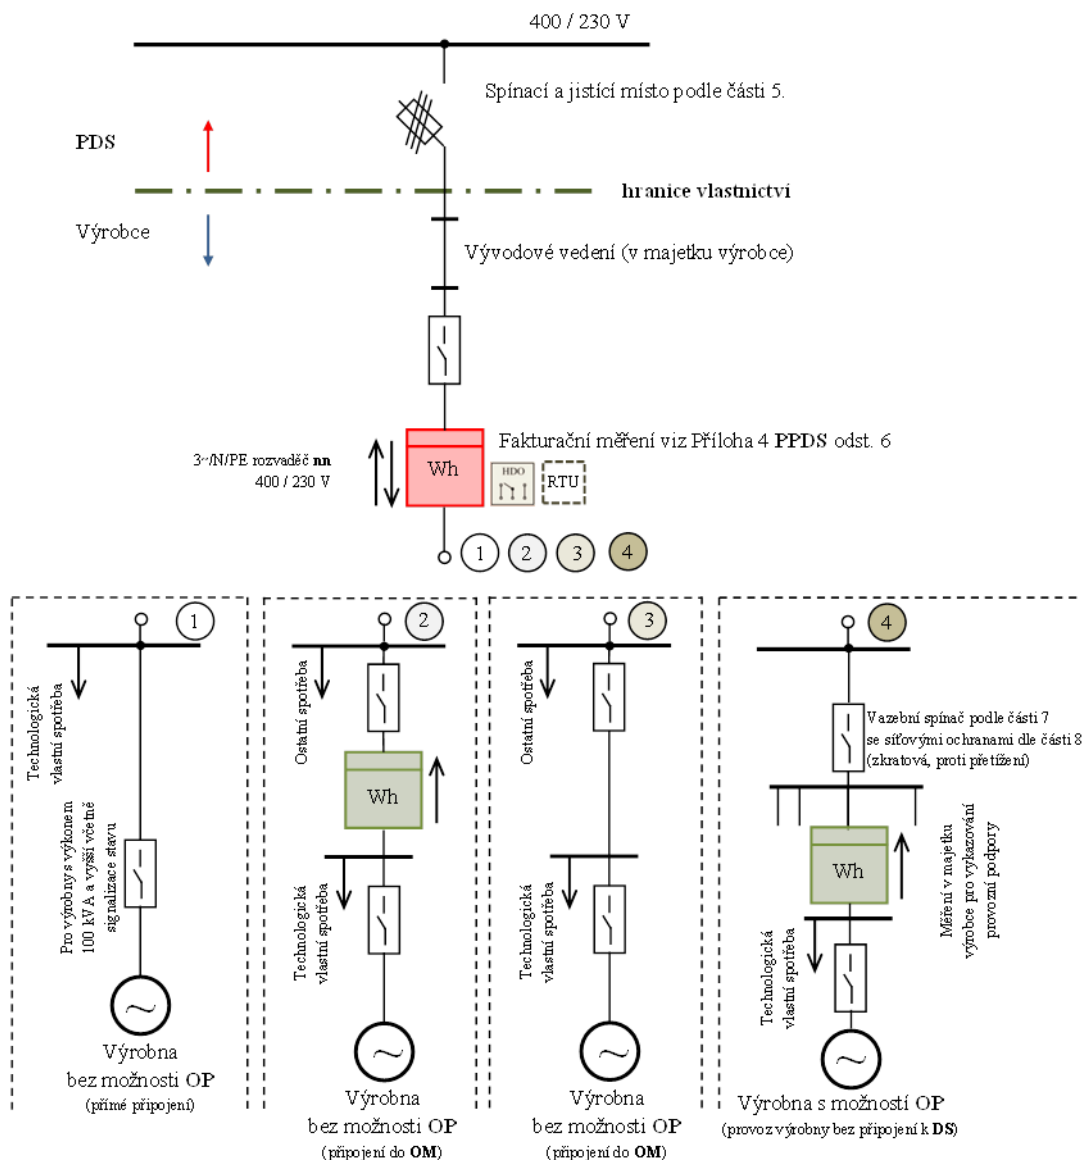 400 / 230 V
Spínací a jistící místo podle části 5.
PDS
hranice vlastnictví
Výrobce
Vývodové vedení (v majetku výrobce)
Fakturační měření viz Příloha 4 PPDS odst. 6
3~/N/PE rozvaděč nn
400 / 230 V
Wh
HDO
RTU
1
2
3
4
1
Technologická
vlastní spotřeba
Pro výrobny s výkonem
100 kVA a vyšší včetně
signalizace stavu
Výrobna
bez možnosti OP
(přímé připojení)
2
Ostatní spotřeba
Wh
Technologická
vlastní spotřeba
Výrobna
bez možnosti OP
(připojení do OM)
3
Ostatní spotřeba
Technologická
vlastní spotřeba
Výrobna
bez možnosti OP
(připojení do OM)
4
Vazební spínač podle části 7
se síťovými ochranami dle části 8
(zkratová, proti přetížení)
Wh
Měření v majetku
výrobce pro vykazování
provozní podpory
Technologická
vlastní spotřeba
Výrobna s možností OP
(provoz výrobny bez připojení k DS)